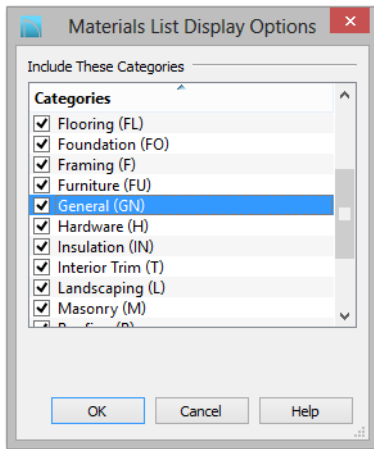 Materials List Display Options
Include These Categories
Categories
Flooring (FL)
Foundation (FO)
Framing (F)
Furniture (FU)
General (GN)
Hardware (H)
Insulation (IN)
Interior Trim (T)
Landscaping (L)
Masonry (M)
OK
Cancel
Help